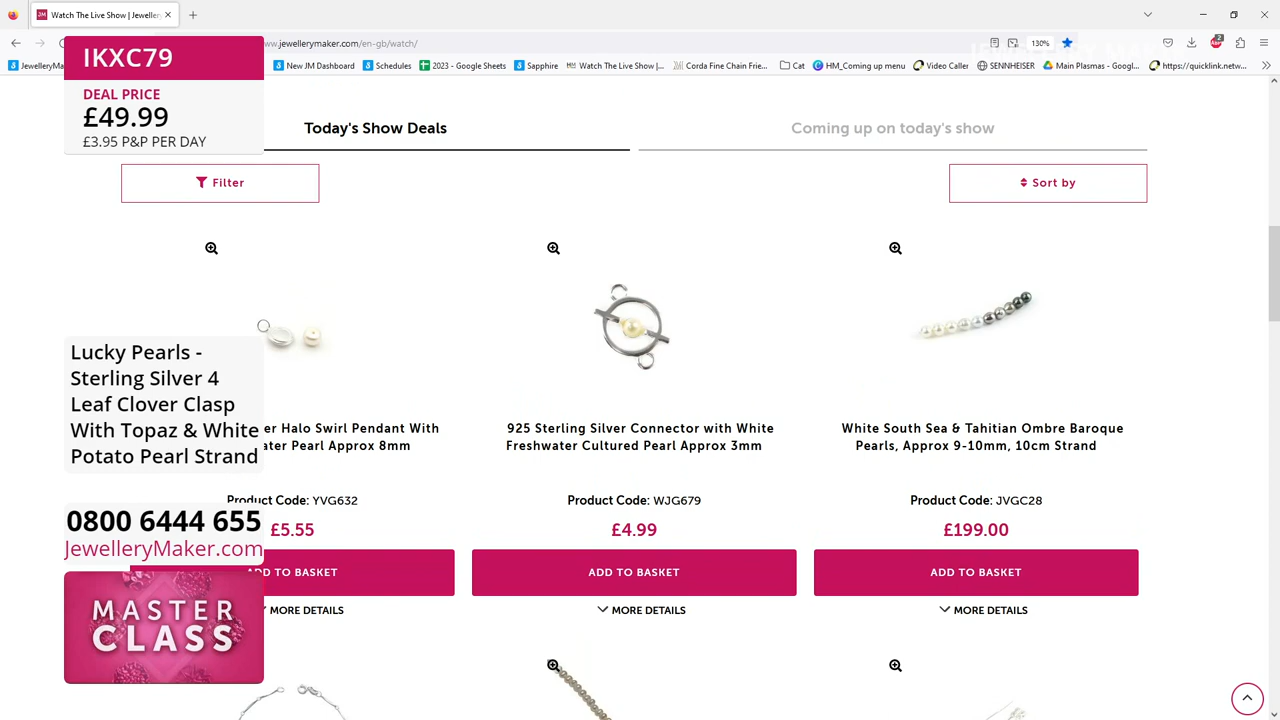 Watch The Live Show | Jeweller
.jewellerymaker.com/en-gb/watch/
130%
2
JewelleryM
New JM Dashboard
Schedules
2023 - Google Sheets
Sapphire
Watch The Live Show |...
Corda Fine Chain Fre...
Cat
HM_Coming up menu
Video Caller
SENNHEISER
Main Plasmas - Googl...
https://quicklink.netw...
IKXC79
DEAL PRICE
£49.99
£3.95 P&P PER DAY
Today's Show Deals
Coming up on today's show
Filter
Sort by
Lucky Pearls -
Sterling Silver 4
Leaf Clover Clasp
With Topaz & White
Potato Pearl Strand
er Halo Swirl Pendant With
ater Pearl Approx 8mm
Product Code: YVG632
£5.55
ADD TO BASKET
MORE DETAILS
925 Sterling Silver Connector with White
Freshwater Cultured Pearl Approx 3mm
Product Code: WJG679
£4.99
ADD TO BASKET
MORE DETAILS
White South Sea & Tahitian Ombre Baroque
Pearls, Approx 9-10mm, 10cm Strand
Product Code: JVGC28
£199.00
ADD TO BASKET
MORE DETAILS
0800 6444 655
JewelleryMaker.com
MASTER
CLASS